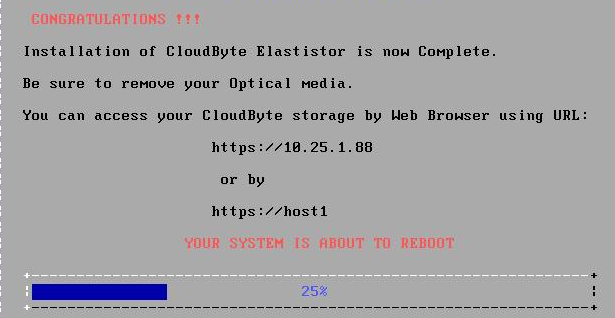 CONGRATULATIONS !!!
Installation of CloudByte Elastistor is now Complete.
Be sure to remove your Optical media.
You can access your CloudByte storage by Web Browser using URL:
https://10.25.1.88
or by
https://host1
YOUR SYSTEM IS ABOUT TO REBOOT
25%